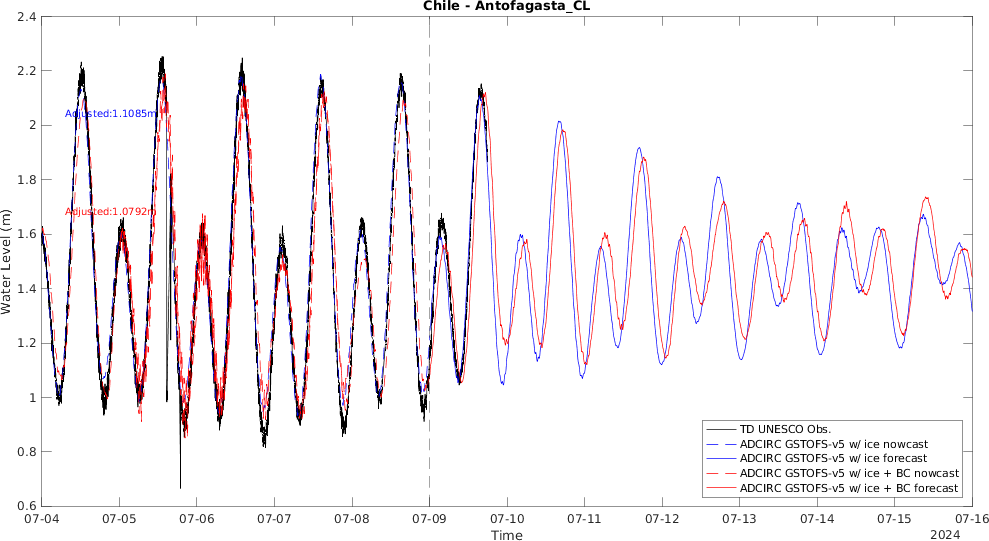 Chile - Antofagasta_CL
2.4
2.2
2
1.8
1.6
1.4
1.2
1
0.8
0.6
Water Level (m)
Adjusted:1.1085m
Adjusted:1.0792m
TD UNESCO Obs.
ADCIRC GSTOFS-v5 w/ ice nowcast
ADCIRC GSTOFS-v5 w/ ice forecast
ADCIRC GSTOFS-v5 w/ ice + BC nowcast
ADCIRC GSTOFS-v5 w/ ice + BC forecast
07-04 07-05 07-06 07-07 07-08 07-09 07-10 07-11 07-12 07-13 07-14 07-15 07-16
Time
2024